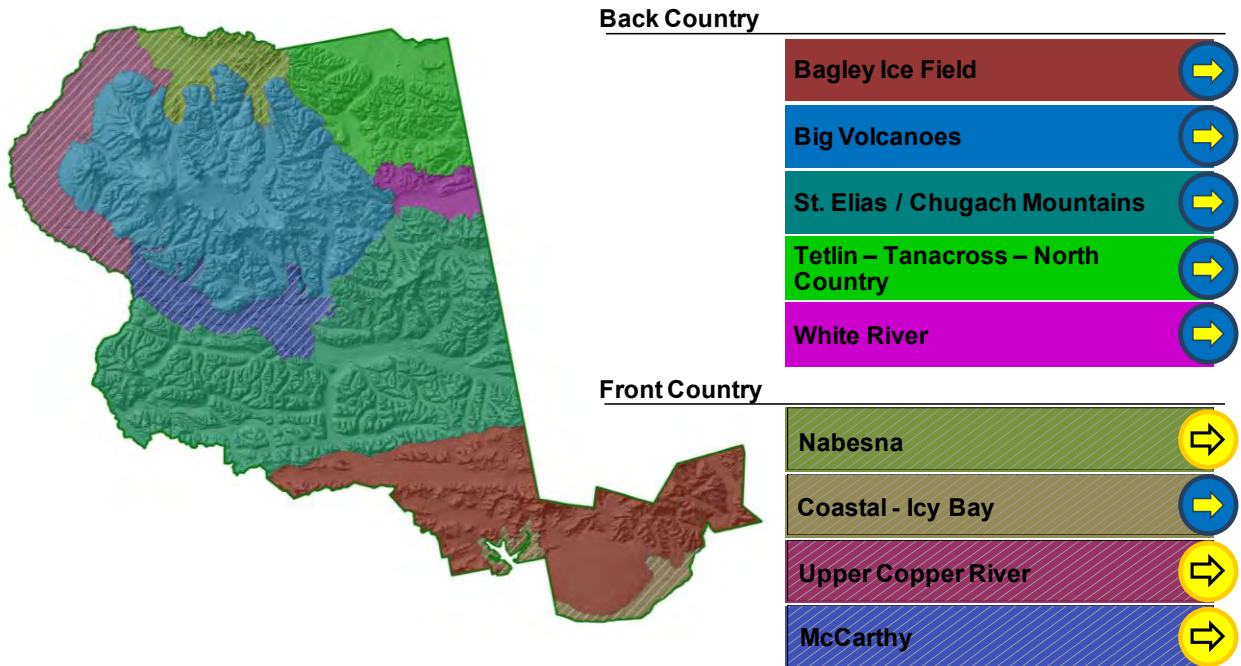 Back Country
Bagley Ice Field
Big Volcanoes
St. Elias / Chugach Mountains
Tetlin – Tanacross – North
Country
White River
Front Country
Nabesna
Coastal - Icy Bay
Upper Copper River
McCarthy